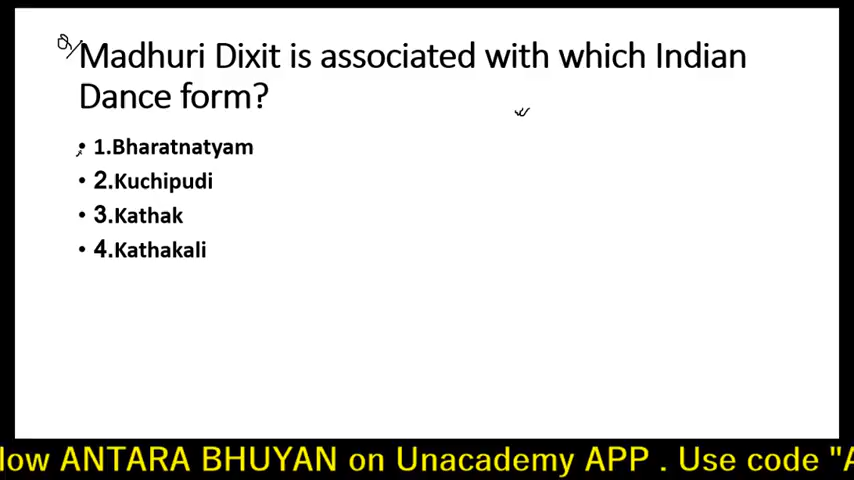 Q/
Madhuri Dixit is associated with which Indian
Dance form?
• 1.Bharatnatyam
• 2.Kuchipudi
• 3.Kathak
• 4.Kathakali
low ANTARA BHUYAN on Unacademy APP . Use code "A